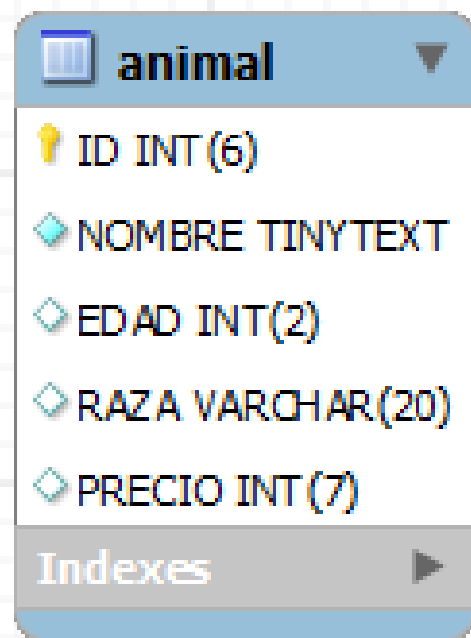 animal
ID INT(6)
NOMBRE TINYTEXT
EDAD INT(2)
RAZA VARCHAR(20)
PRECIO INT(7)
Indexes